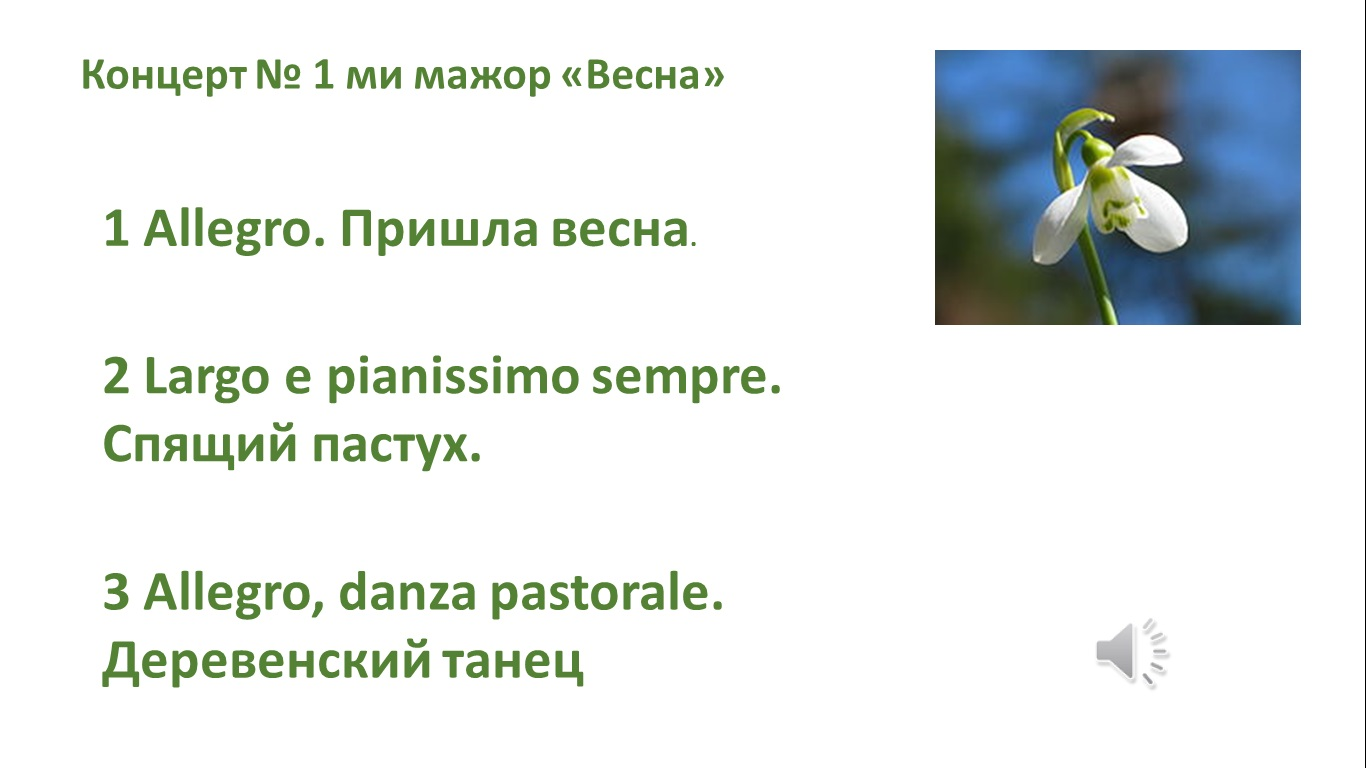 Концерт № 1 ми мажор «Весна»
1 Allegro. Пришла весна.
2 Largo e pianissimo sempre.
Спящий пастух.
3 Allegro, danza pastorale.
Деревенский танец